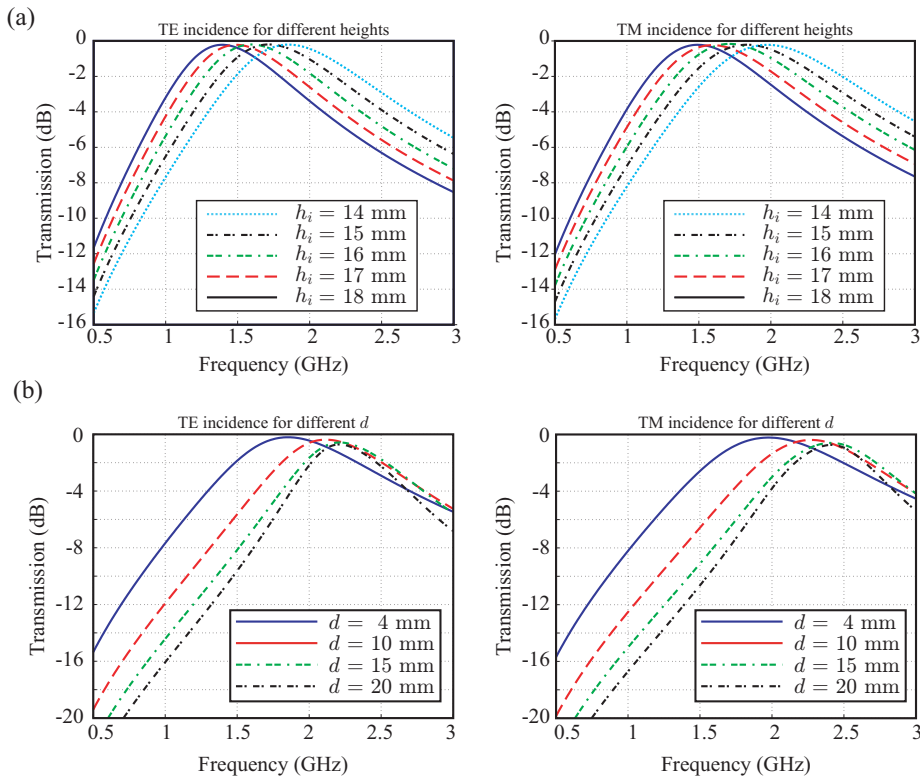 (a)
TE incidence for different heights
0
-2
-4
-6
-8
-10
-12
-14
-16
Transmission (dB)
h_i = 14 mm
h_i = 15 mm
h_i = 16 mm
h_i = 17 mm
h_i = 18 mm
0.5 1 1.5 2 2.5 3
Frequency (GHz)
TM incidence for different heights
0
-2
-4
-6
-8
-10
-12
-14
-16
Transmission (dB)
h_i = 14 mm
h_i = 15 mm
h_i = 16 mm
h_i = 17 mm
h_i = 18 mm
0.5 1 1.5 2 2.5 3
Frequency (GHz)
(b)
TE incidence for different d
0
-4
-8
-12
-16
-20
Transmission (dB)
d = 4 mm
d = 10 mm
d = 15 mm
d = 20 mm
0.5 1 1.5 2 2.5 3
Frequency (GHz)
TM incidence for different d
0
-4
-8
-12
-16
-20
Transmission (dB)
d = 4 mm
d = 10 mm
d = 15 mm
d = 20 mm
0.5 1 1.5 2 2.5 3
Frequency (GHz)